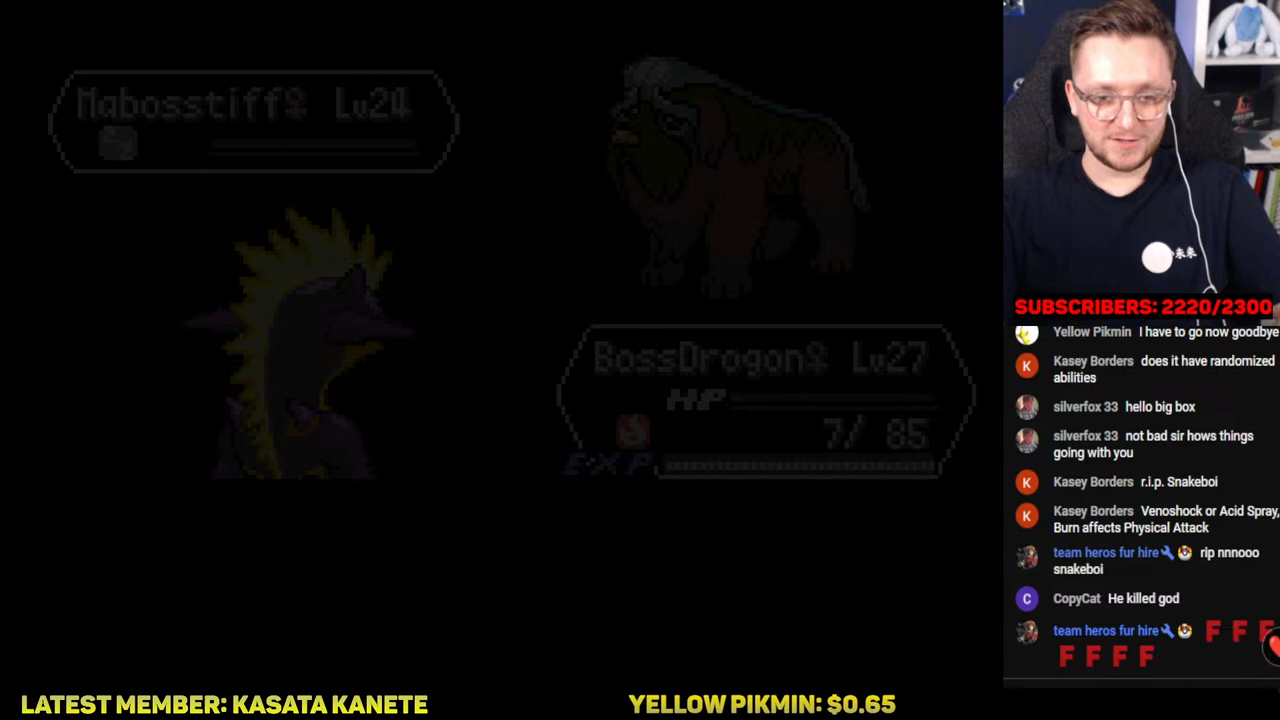 Mabosstiff♀ Lv24
BossDrogon♀ Lv27
HP
7/ 85
EXP
未来
SUBSCRIBERS: 2220/2300
Yellow Pikmin I have to go now goodbye
Kasey Borders does it have randomized
abilities
silverfox 33 hello big box
silverfox 33 not bad sir hows things
going with you
Kasey Borders r.i.p. Snakeboi
Kasey Borders Venoshock or Acid Spray,
Burn affects Physical Attack
team heros fur hire rip nnnooo
snakeboi
CopyCat He killed god
team heros fur hire F F F
F F F F
LATEST MEMBER: KASATA KANETE
YELLOW PIKMIN: $0.65